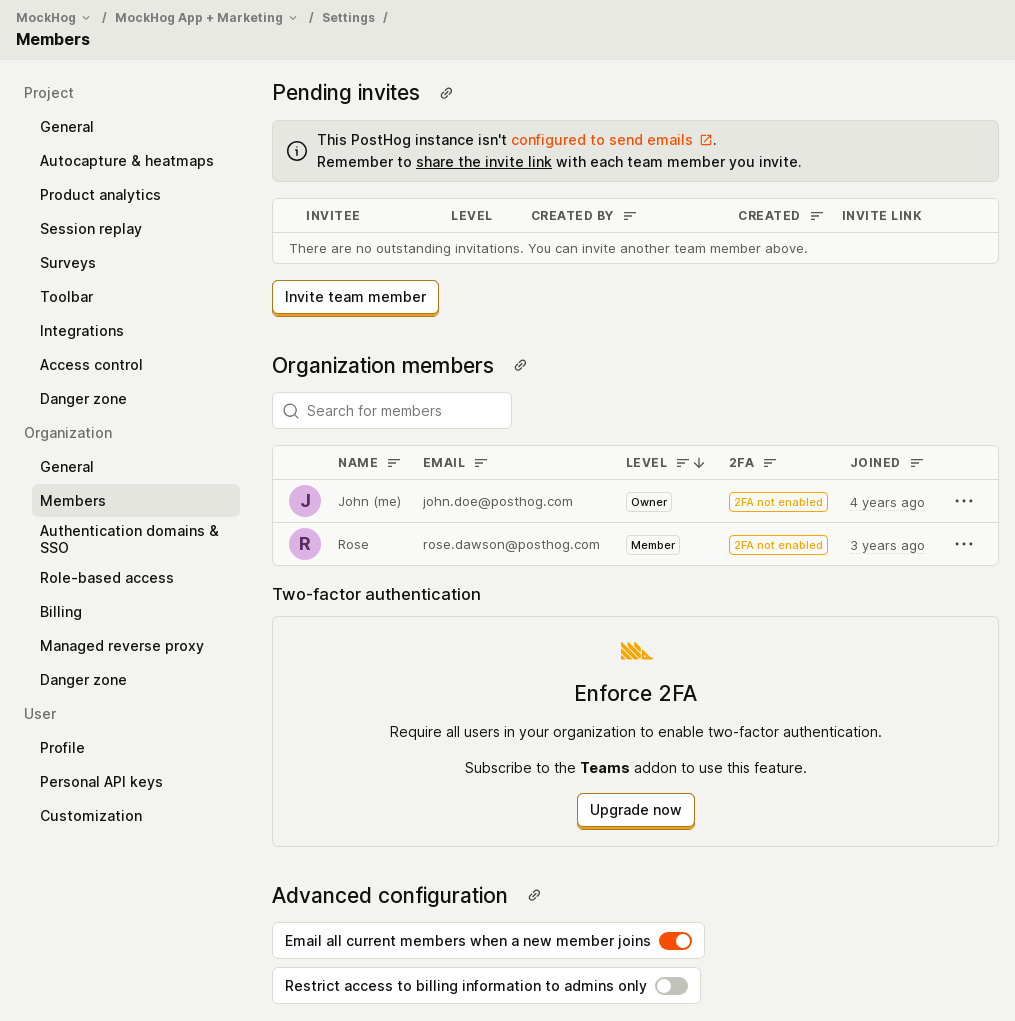 MockHog / MockHog App + Marketing / Settings /
Members
Project
General
Autocapture & heatmaps
Product analytics
Session replay
Surveys
Toolbar
Integrations
Access control
Danger zone
Organization
General
Members
Authentication domains &
SSO
Role-based access
Billing
Managed reverse proxy
Danger zone
User
Profile
Personal API keys
Customization
Pending invites
This PostHog instance isn't configured to send emails.
Remember to share the invite link with each team member you invite.
INVITEE LEVEL CREATED BY CREATED INVITE LINK
There are no outstanding invitations. You can invite another team member above.
Invite team member
Organization members
Search for members
NAME EMAIL LEVEL 2FA JOINED
J John (me) john.doe@posthog.com Owner 2FA not enabled 4 years ago
R Rose rose.dawson@posthog.com Member 2FA not enabled 3 years ago
Two-factor authentication
Enforce 2FA
Require all users in your organization to enable two-factor authentication.
Subscribe to the Teams addon to use this feature.
Upgrade now
Advanced configuration
Email all current members when a new member joins
Restrict access to billing information to admins only